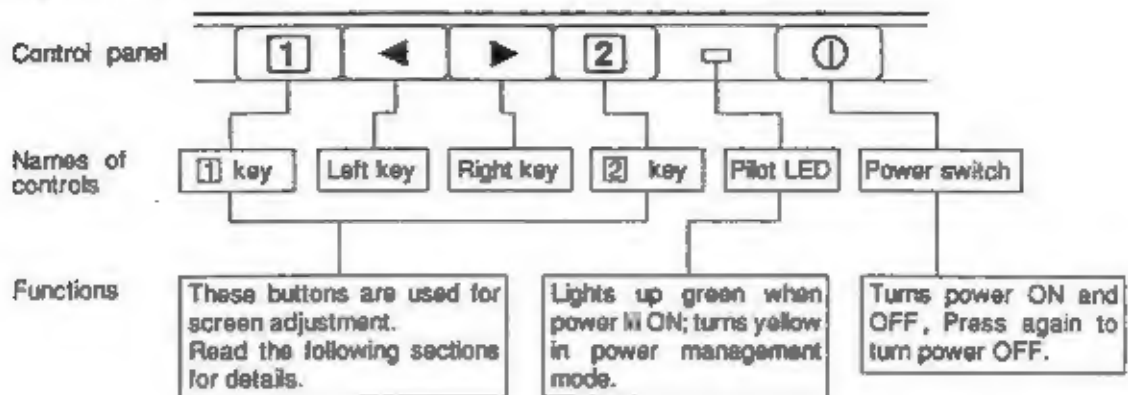 Control panel
1 ◀ ▶ 2
Names of
controls
1 key
Left key
Right key
2 key
Pilot LED
Power switch
Functions
These buttons are used for
screen adjustment.
Read the following sections
for details.
Lights up green when
power is ON; turns yellow
in power management
mode.
Turns power ON and
OFF. Press again to
turn power OFF.